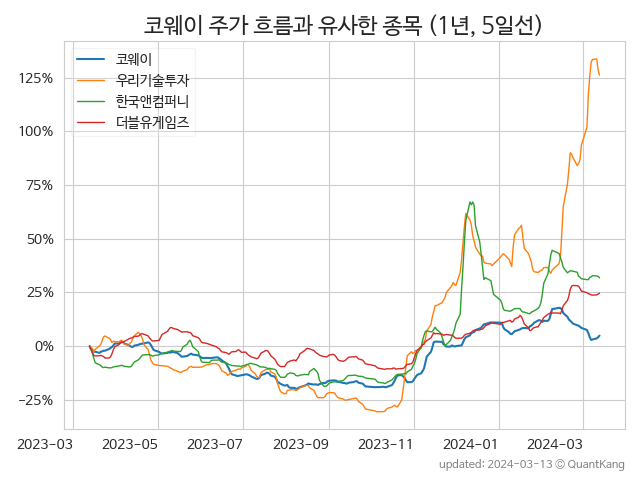 코웨이 주가 흐름과 유사한 종목 (1년, 5일선)
코웨이
우리기술투자
한국앤컴퍼니
더블유게임즈
125%
100%
75%
50%
25%
0%
−25%
2023-03 2023-05 2023-07 2023-09 2023-11 2024-01 2024-03
updated: 2024-03-13 © QuantKang